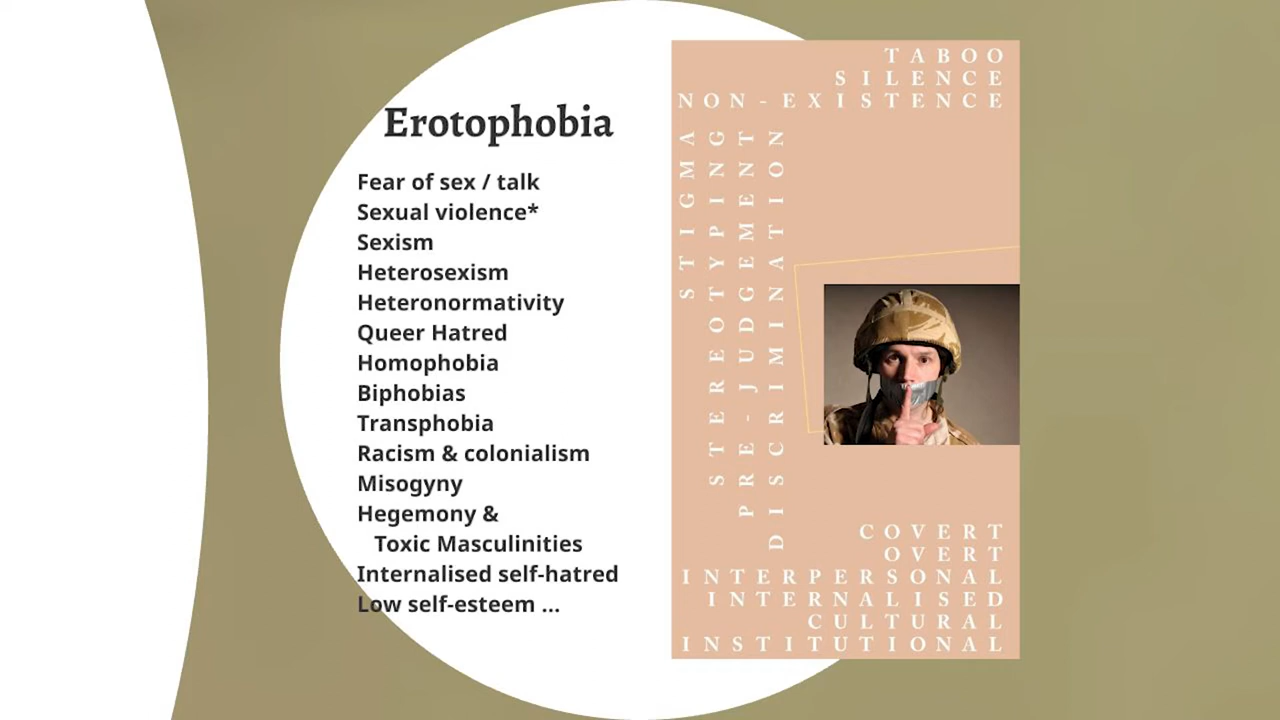 Erotophobia
Fear of sex / talk
Sexual violence*
Sexism
Heterosexism
Heteronormativity
Queer Hatred
Homophobia
Biphobias
Transphobia
Racism & colonialism
Misogyny
Hegemony &
Toxic Masculinities
Internalised self-hatred
Low self-esteem ...
TABOO
SILENCE
NON-EXISTENCE
STIGMA
STEREOTYPING
PRE-JUDGEMENT
DISCRIMINATION
COVERT
OVERT
INTERPERSONAL
INTERNALISED
CULTURAL
INSTITUTIONAL